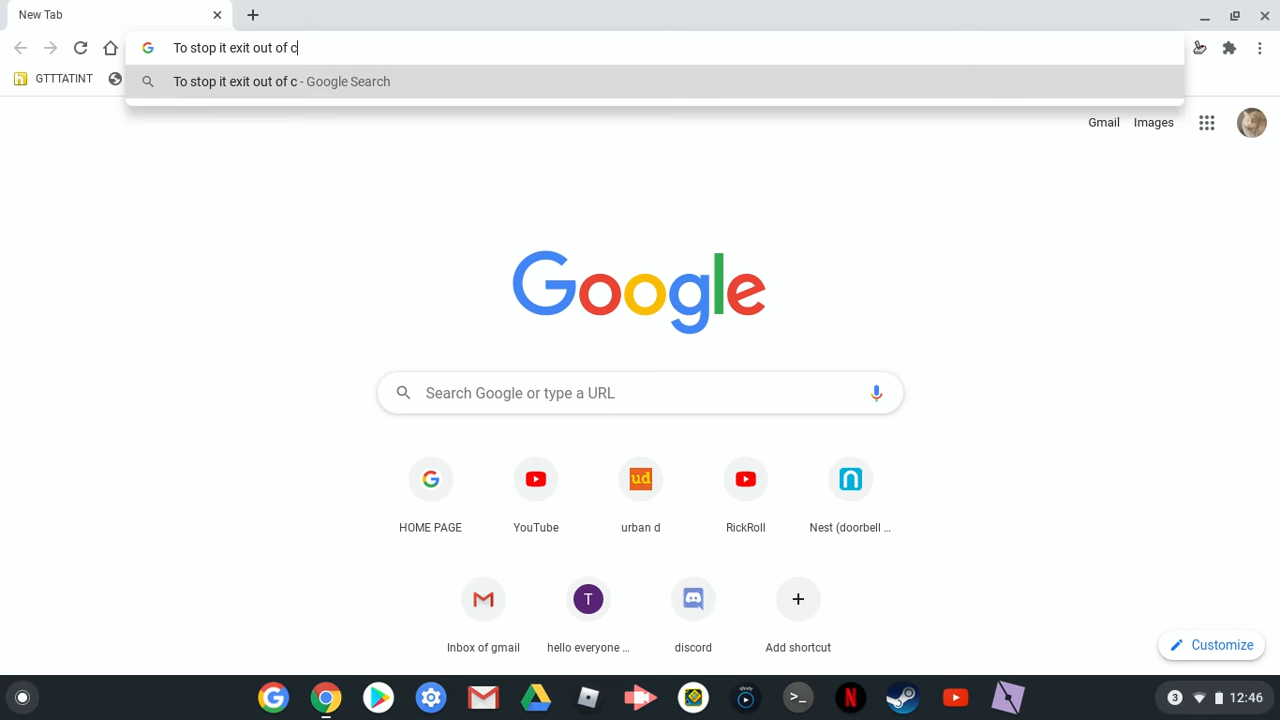 New Tab
To stop it exit out of c
GTTTATINT
To stop it exit out of c - Google Search
Gmail Images
Google
Search Google or type a URL
ud
HOME PAGE YouTube urban d RickRoll Nest (doorbell ...
T
Inbox of gmail hello everyone ... discord Add shortcut
Customize
3 12:46